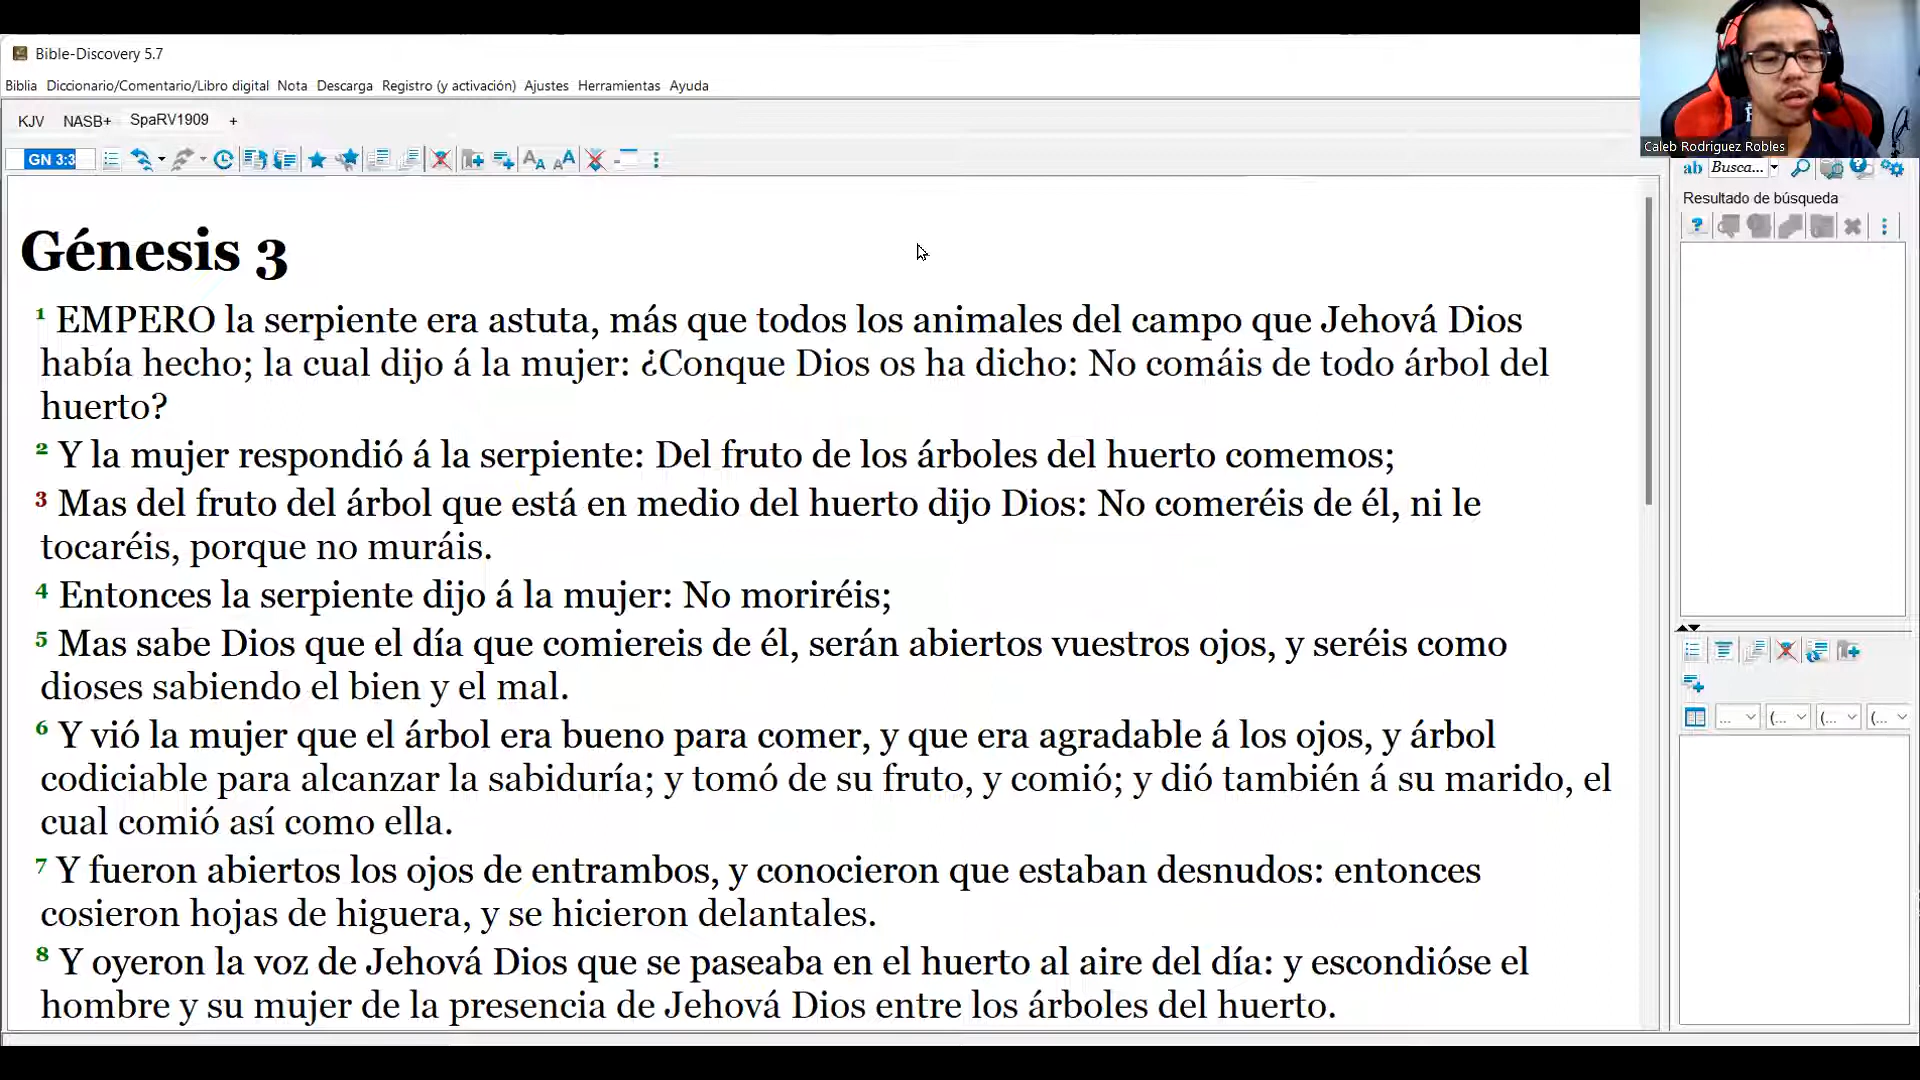 Bible-Discovery 5.7
Biblia Diccionario/Comentario/Libro digital Nota Descarga Registro (y activación) Ajustes Herramientas Ayuda
Caleb Rodriguez Robles
KJV NASB+ SpaRV1909 +
GN 3:3
ab Busca...
Resultado de búsqueda
Génesis 3
1 EMPERO la serpiente era astuta, más que todos los animales del campo que Jehová Dios
había hecho; la cual dijo á la mujer: ¿Conque Dios os ha dicho: No comáis de todo árbol del
huerto?
2 Y la mujer respondió á la serpiente: Del fruto de los árboles del huerto comemos;
3 Mas del fruto del árbol que está en medio del huerto dijo Dios: No comeréis de él, ni le
tocaréis, porque no muráis.
4 Entonces la serpiente dijo á la mujer: No moriréis;
5 Mas sabe Dios que el día que comiereis de él, serán abiertos vuestros ojos, y seréis como
dioses sabiendo el bien y el mal.
6 Y vió la mujer que el árbol era bueno para comer, y que era agradable á los ojos, y árbol
codiciable para alcanzar la sabiduría; y tomó de su fruto, y comió; y dió también á su marido, el
cual comió así como ella.
7 Y fueron abiertos los ojos de entrambos, y conocieron que estaban desnudos: entonces
cosieron hojas de higuera, y se hicieron delantales.
8 Y oyeron la voz de Jehová Dios que se paseaba en el huerto al aire del día: y escondióse el
hombre y su mujer de la presencia de Jehová Dios entre los árboles del huerto.
... (... (... (...